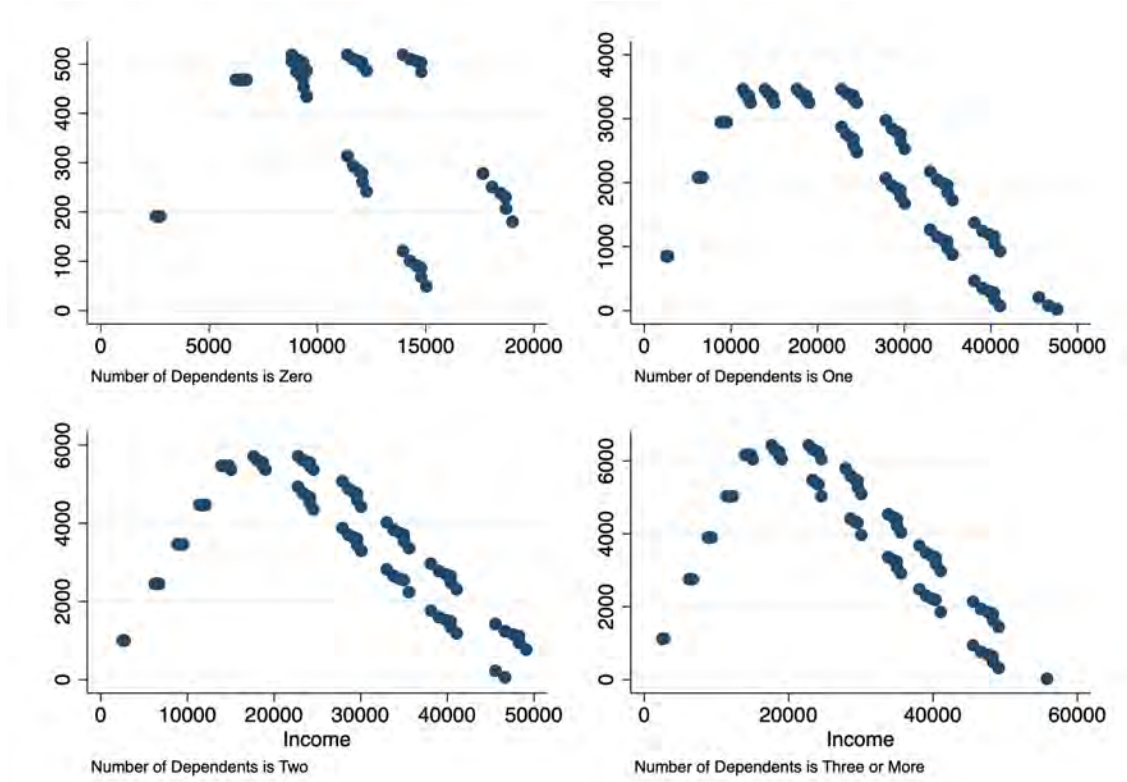 500
400
300
200
100
0
0 5000 10000 15000 20000
Number of Dependents is Zero
4000
3000
2000
1000
0
0 10000 20000 30000 40000 50000
Number of Dependents is One
6000
4000
2000
0
0 10000 20000 30000 40000 50000
Income
Number of Dependents is Two
6000
4000
2000
0
0 20000 40000 60000
Income
Number of Dependents is Three or More